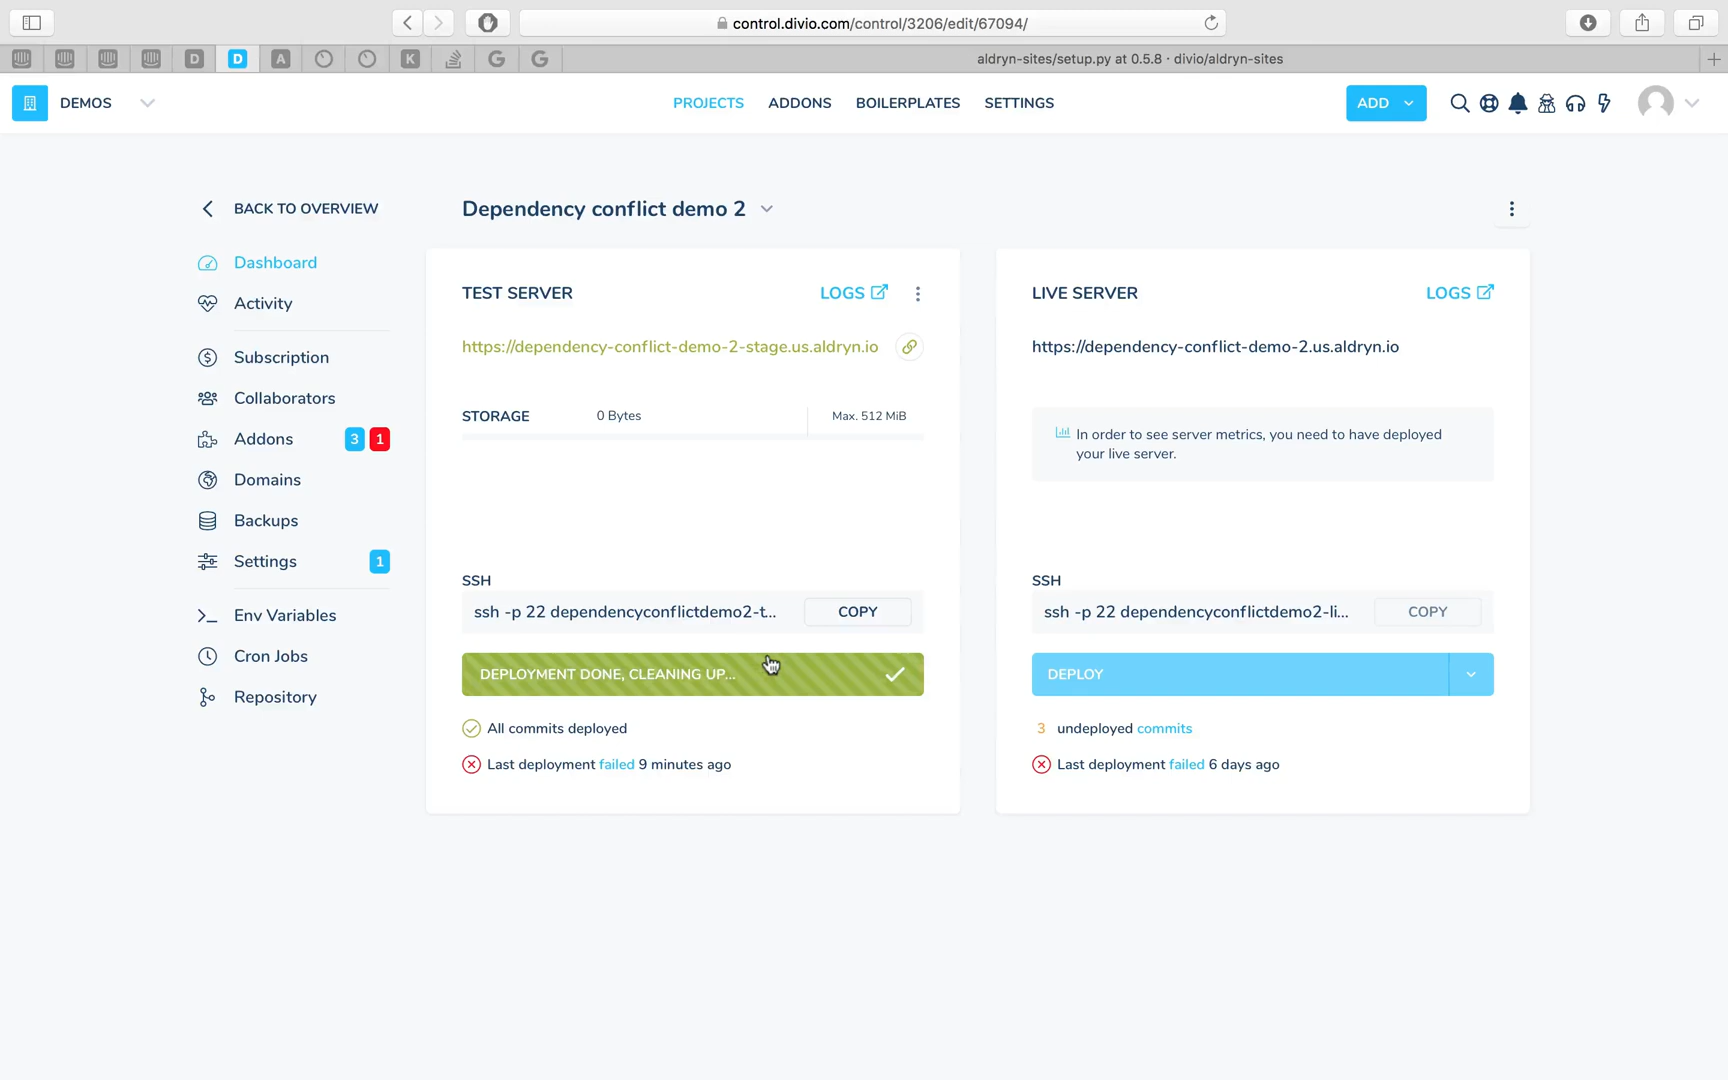 control.divio.com/control/3206/edit/67094/
D
D
A
K
G
G
aldryn-sites/setup.py at 0.5.8 · divio/aldryn-sites
DEMOS
PROJECTS
ADDONS
BOILERPLATES
SETTINGS
ADD
BACK TO OVERVIEW
Dashboard
Activity
Subscription
Collaborators
Addons
3
1
Domains
Backups
Settings
1
Env Variables
Cron Jobs
Repository
Dependency conflict demo 2
TEST SERVER
LOGS
https://dependency-conflict-demo-2-stage.us.aldryn.io
STORAGE
0 Bytes
Max. 512 MiB
SSH
ssh -p 22 dependencyconflictdemo2-t...
COPY
DEPLOYMENT DONE, CLEANING UP...
All commits deployed
Last deployment failed 9 minutes ago
LIVE SERVER
LOGS
https://dependency-conflict-demo-2.us.aldryn.io
In order to see server metrics, you need to have deployed
your live server.
SSH
ssh -p 22 dependencyconflictdemo2-li...
COPY
DEPLOY
3 undeployed commits
Last deployment failed 6 days ago